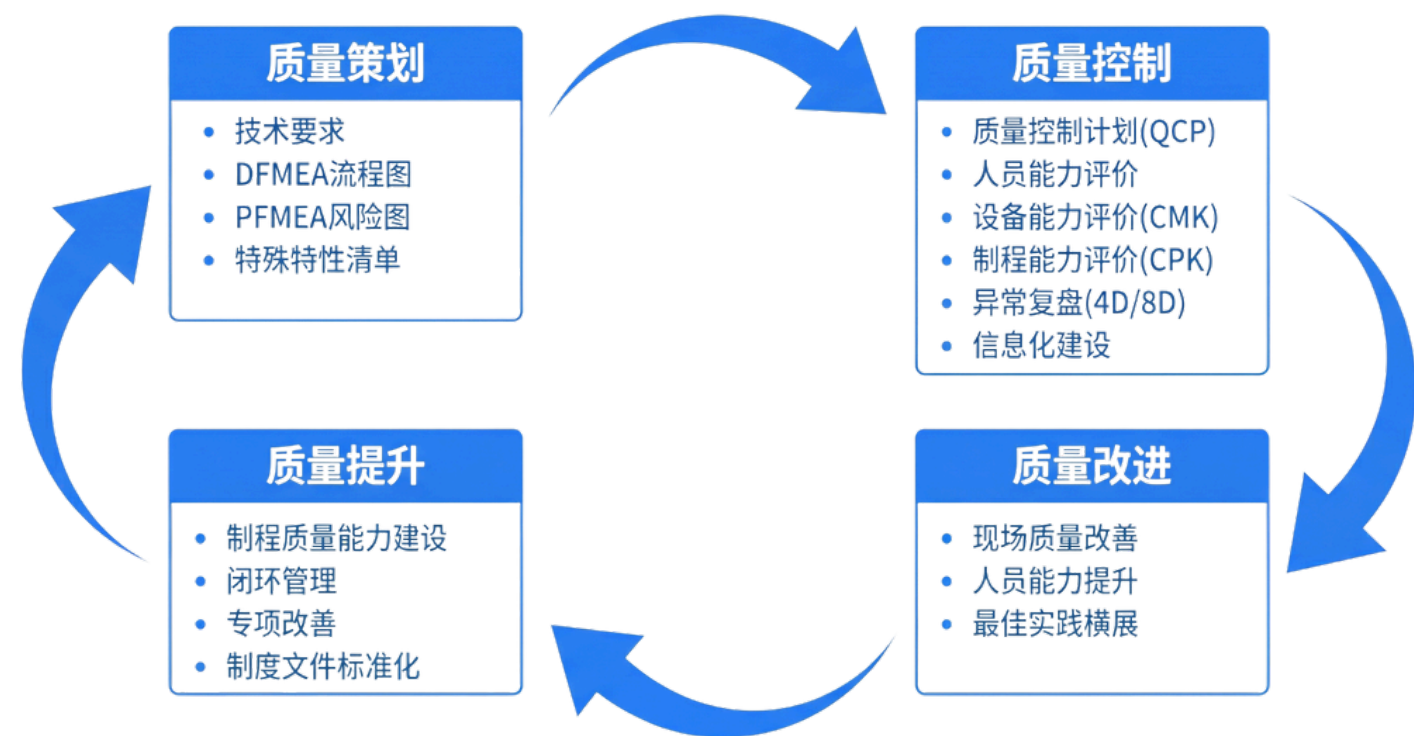 质量策划
• 技术要求
• DFMEA流程图
• PFMEA风险图
• 特殊特性清单
质量控制
• 质量控制计划(QCP)
• 人员能力评价
• 设备能力评价(CMK)
• 制程能力评价(CPK)
• 异常复盘(4D/8D)
• 信息化建设
质量提升
• 制程质量能力建设
• 闭环管理
• 专项改善
• 制度文件标准化
质量改进
• 现场质量改善
• 人员能力提升
• 最佳实践横展